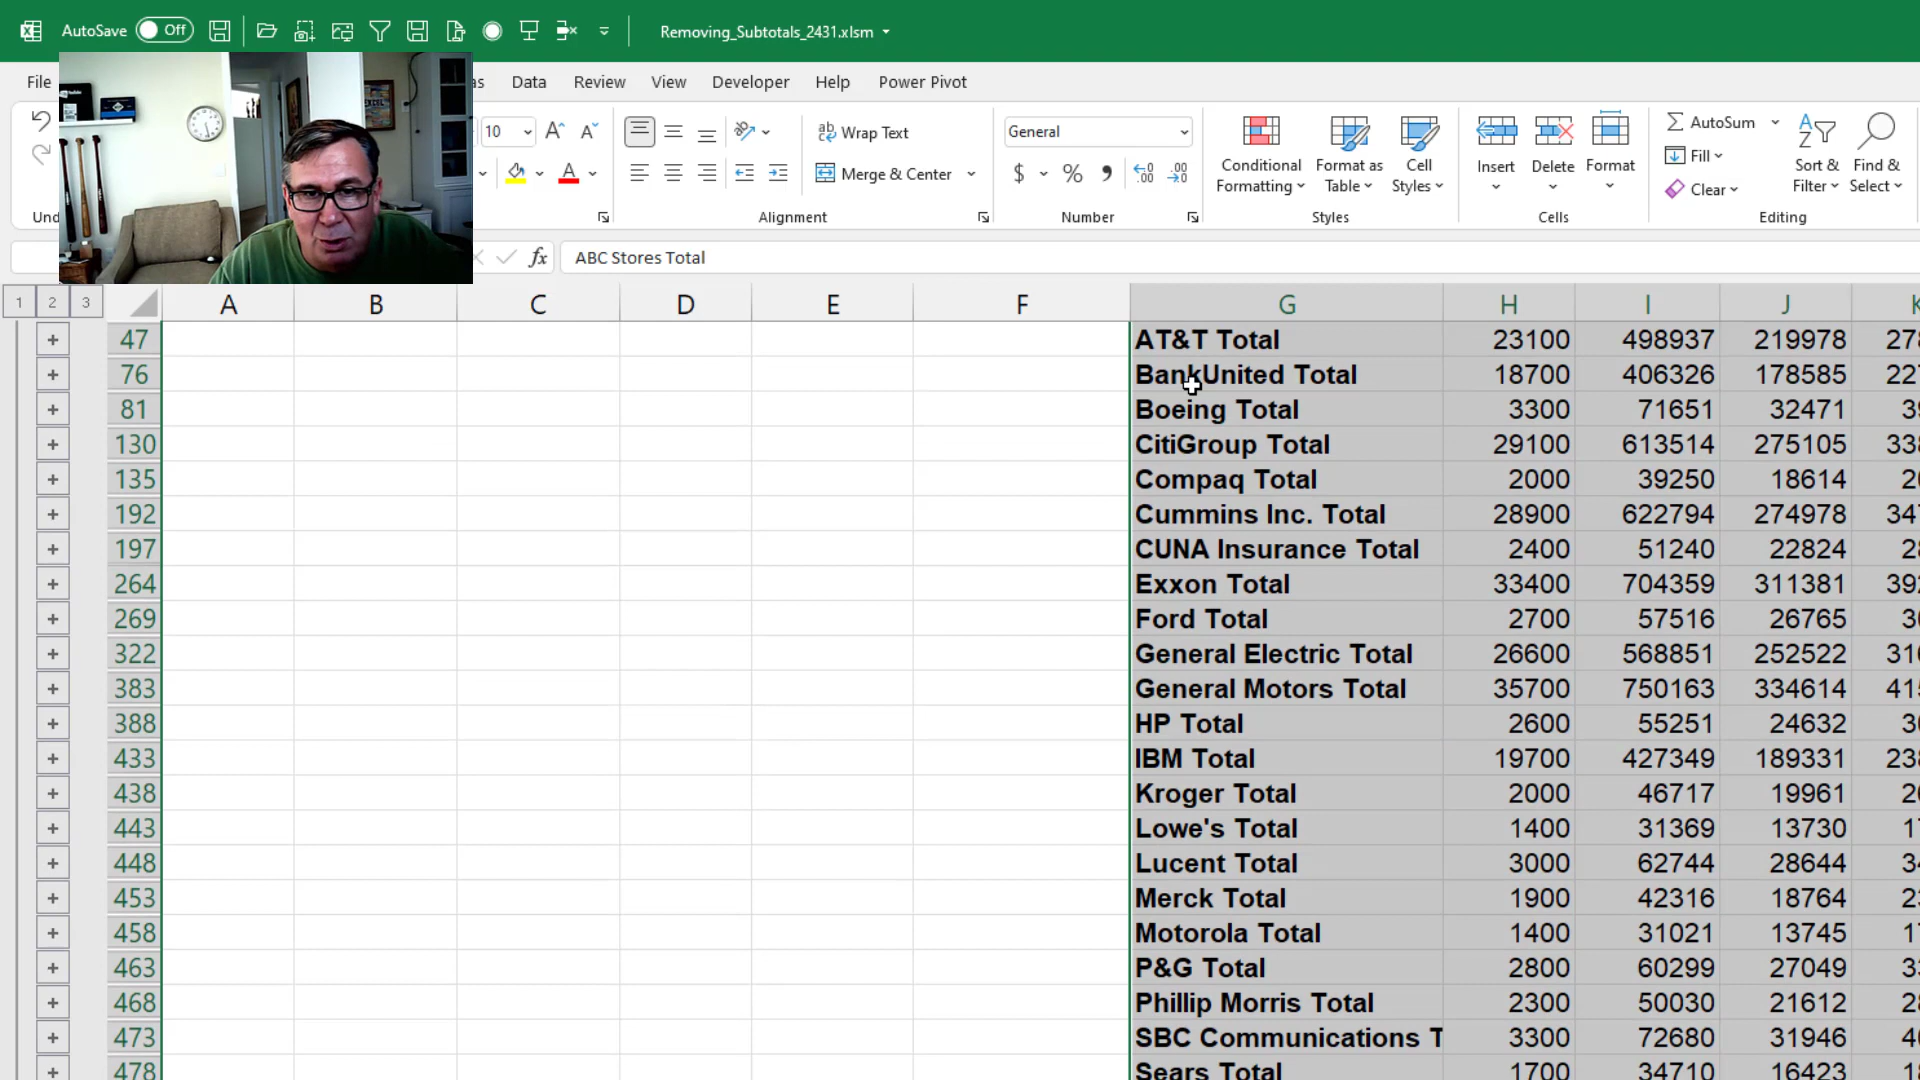 AutoSave Off Removing_Subtotals_2431.xlsm
File Data Review View Developer Help Power Pivot
10 Wrap Text General AutoSum
Conditional Formatting Format as Table Cell Styles Insert Delete Format Fill Sort & Filter Find & Select
Merge & Center $ % , Clear
Alignment Number Styles Cells Editing
fx ABC Stores Total
1 2 3 A B C D E F G H I J
47 AT&T Total 23100 498937 219978
76 BankUnited Total 18700 406326 178585
81 Boeing Total 3300 71651 32471
130 CitiGroup Total 29100 613514 275105
135 Compaq Total 2000 39250 18614
192 Cummins Inc. Total 28900 622794 274978
197 CUNA Insurance Total 2400 51240 22824
264 Exxon Total 33400 704359 311381
269 Ford Total 2700 57516 26765
322 General Electric Total 26600 568851 252522
383 General Motors Total 35700 750163 334614
388 HP Total 2600 55251 24632
433 IBM Total 19700 427349 189331
438 Kroger Total 2000 46717 19961
443 Lowe's Total 1400 31369 13730
448 Lucent Total 3000 62744 28644
453 Merck Total 1900 42316 18764
458 Motorola Total 1400 31021 13745
463 P&G Total 2800 60299 27049
468 Phillip Morris Total 2300 50030 21612
473 SBC Communications T 3300 72680 31946
478 Sears Total 1700 34710 16423